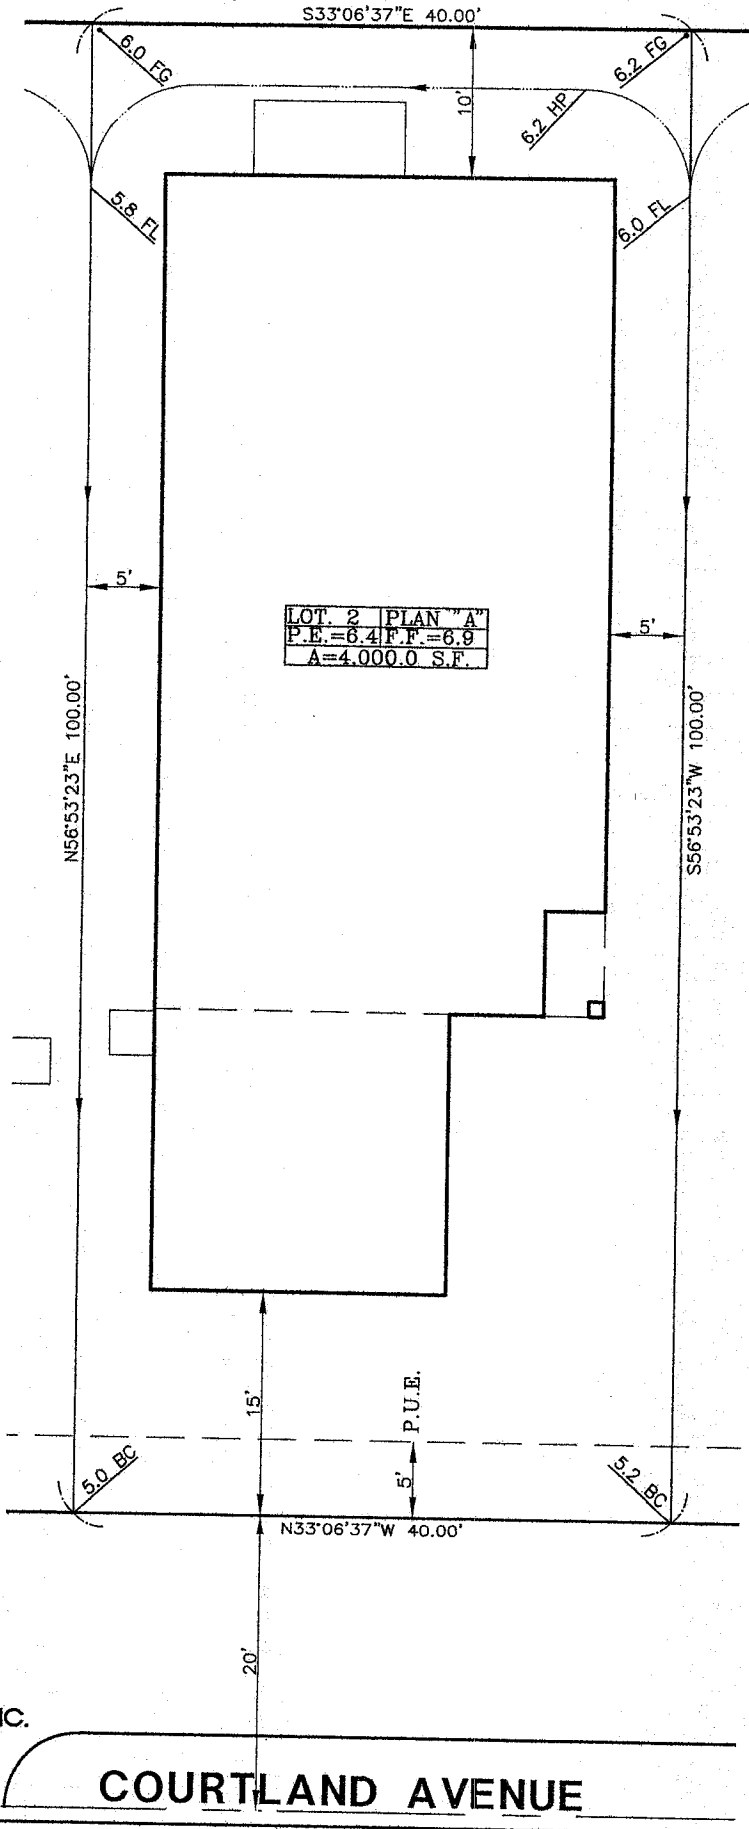 S33°06'37"E 40.00'
6.0 FG
6.2 FG
10'
6.2 HP
5.8 FL
6.0 FL
5'
LOT. 2 PLAN "A"
P.E.=6.4 F.F.=6.9
A=4.000.0 S.F.
5'
N56°53'23"E 100.00'
S56°53'23"W 100.00'
15'
P.U.E.
5.0 BC
5'
5.2 BC
N33°06'37"W 40.00'
20'
COURTLAND AVENUE